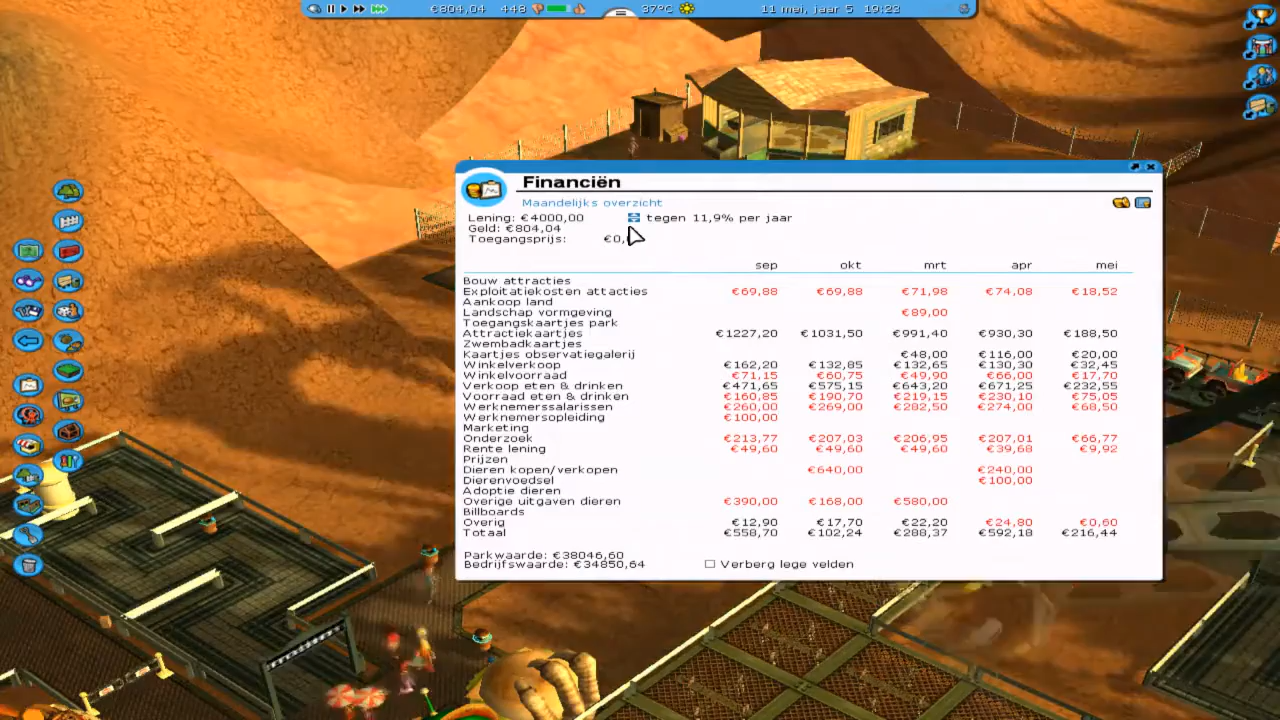 €804,04 448 37°C 11 mei, jaar 5 19:22
Financiën
Maandelijks overzicht
Lening: €4000,00 tegen 11,9% per jaar
Geld: €804,04
Toegangsprijs: €0,
sep okt mrt apr mei
Bouw attracties
Exploitatiekosten attacties €69,88 €69,88 €71,98 €74,08 €18,52
Aankoop land
Landschap vormgeving €89,00
Toegangskaartjes park
Attractiekaartjes €1227,20 €1031,50 €991,40 €930,30 €188,50
Zwembadkaartjes
Kaartjes observatiegalerij €48,00 €116,00 €20,00
Winkelverkoop €162,20 €132,85 €132,65 €130,30 €32,45
Winkelvoorraad €71,15 €60,75 €49,90 €66,00 €17,70
Verkoop eten & drinken €471,65 €575,15 €643,20 €671,25 €232,55
Voorraad eten & drinken €160,85 €190,70 €219,15 €230,10 €75,05
Werknemerssalarissen €260,00 €269,00 €282,50 €274,00 €68,50
Werknemersopleiding €100,00
Marketing
Onderzoek €213,77 €207,03 €206,95 €207,01 €66,77
Rente lening €49,60 €49,60 €49,60 €39,68 €9,92
Prijzen
Dieren kopen/verkopen €640,00 €240,00
Dierenvoedsel €100,00
Adoptie dieren
Overige uitgaven dieren €390,00 €168,00 €580,00
Billboards
Overig €12,90 €17,70 €22,20 €24,80 €0,60
Totaal €558,70 €102,24 €288,37 €592,18 €216,44
Parkwaarde: €38046,60
Bedrijfswaarde: €34850,64
Verberg lege velden